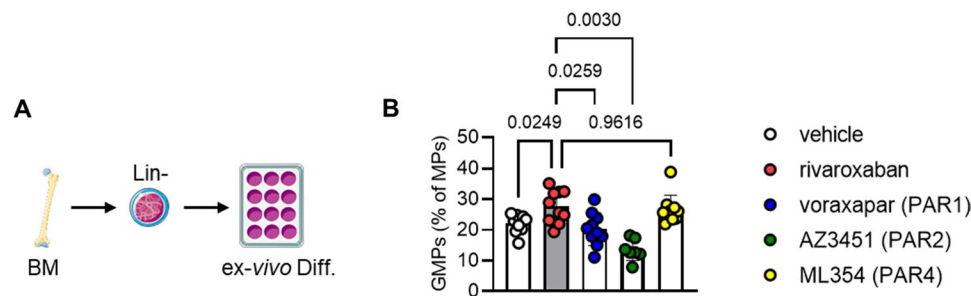 A
BM
Lin-
ex-vivo Diff.
B
0.0030
0.0259
0.0249
0.9616
GMPs (% of MPs)
50
40
30
20
10
0
vehicle
rivaroxaban
voraxapar (PAR1)
AZ3451 (PAR2)
ML354 (PAR4)